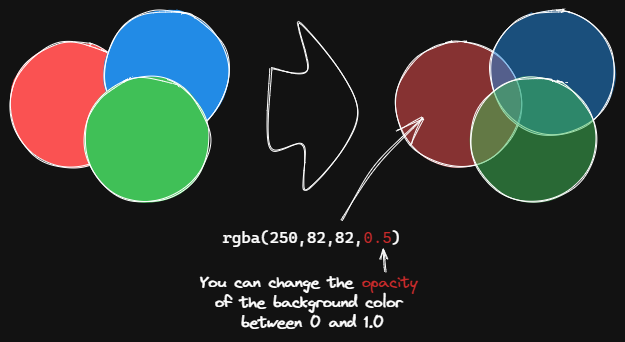 rgba(250,82,82,0.5)
You can change the opacity
of the background color
between 0 and 1.0